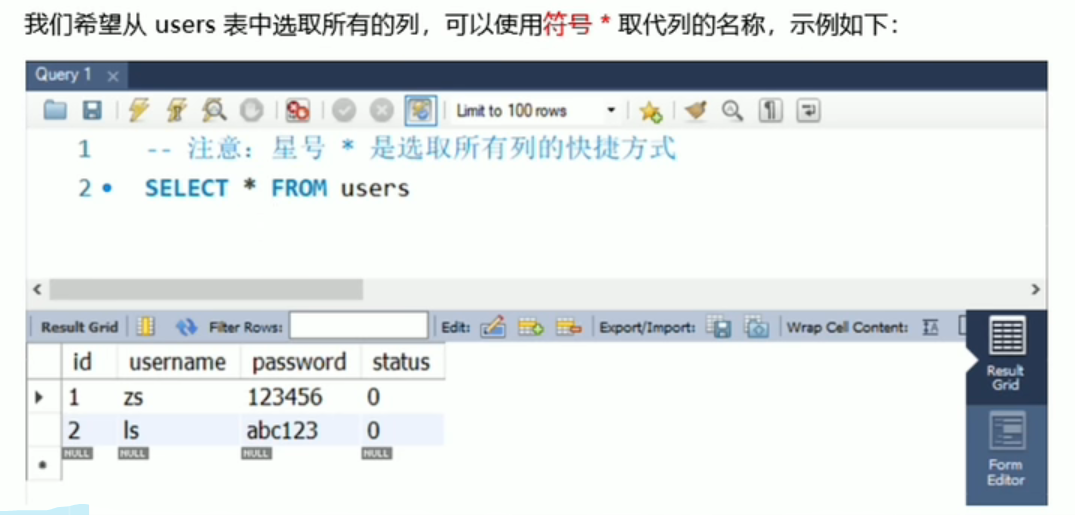 我们希望从 users 表中选取所有的列，可以使用符号 * 取代列的名称，示例如下：
Query 1
Limit to 100 rows
1 -- 注意：星号 * 是选取所有列的快捷方式
2 SELECT * FROM users
Result Grid Filter Rows: Edit: Export/Import: Wrap Cell Content:
id username password status
1 zs 123456 0
2 ls abc123 0
NULL NULL NULL NULL
Result
Grid
Form
Editor